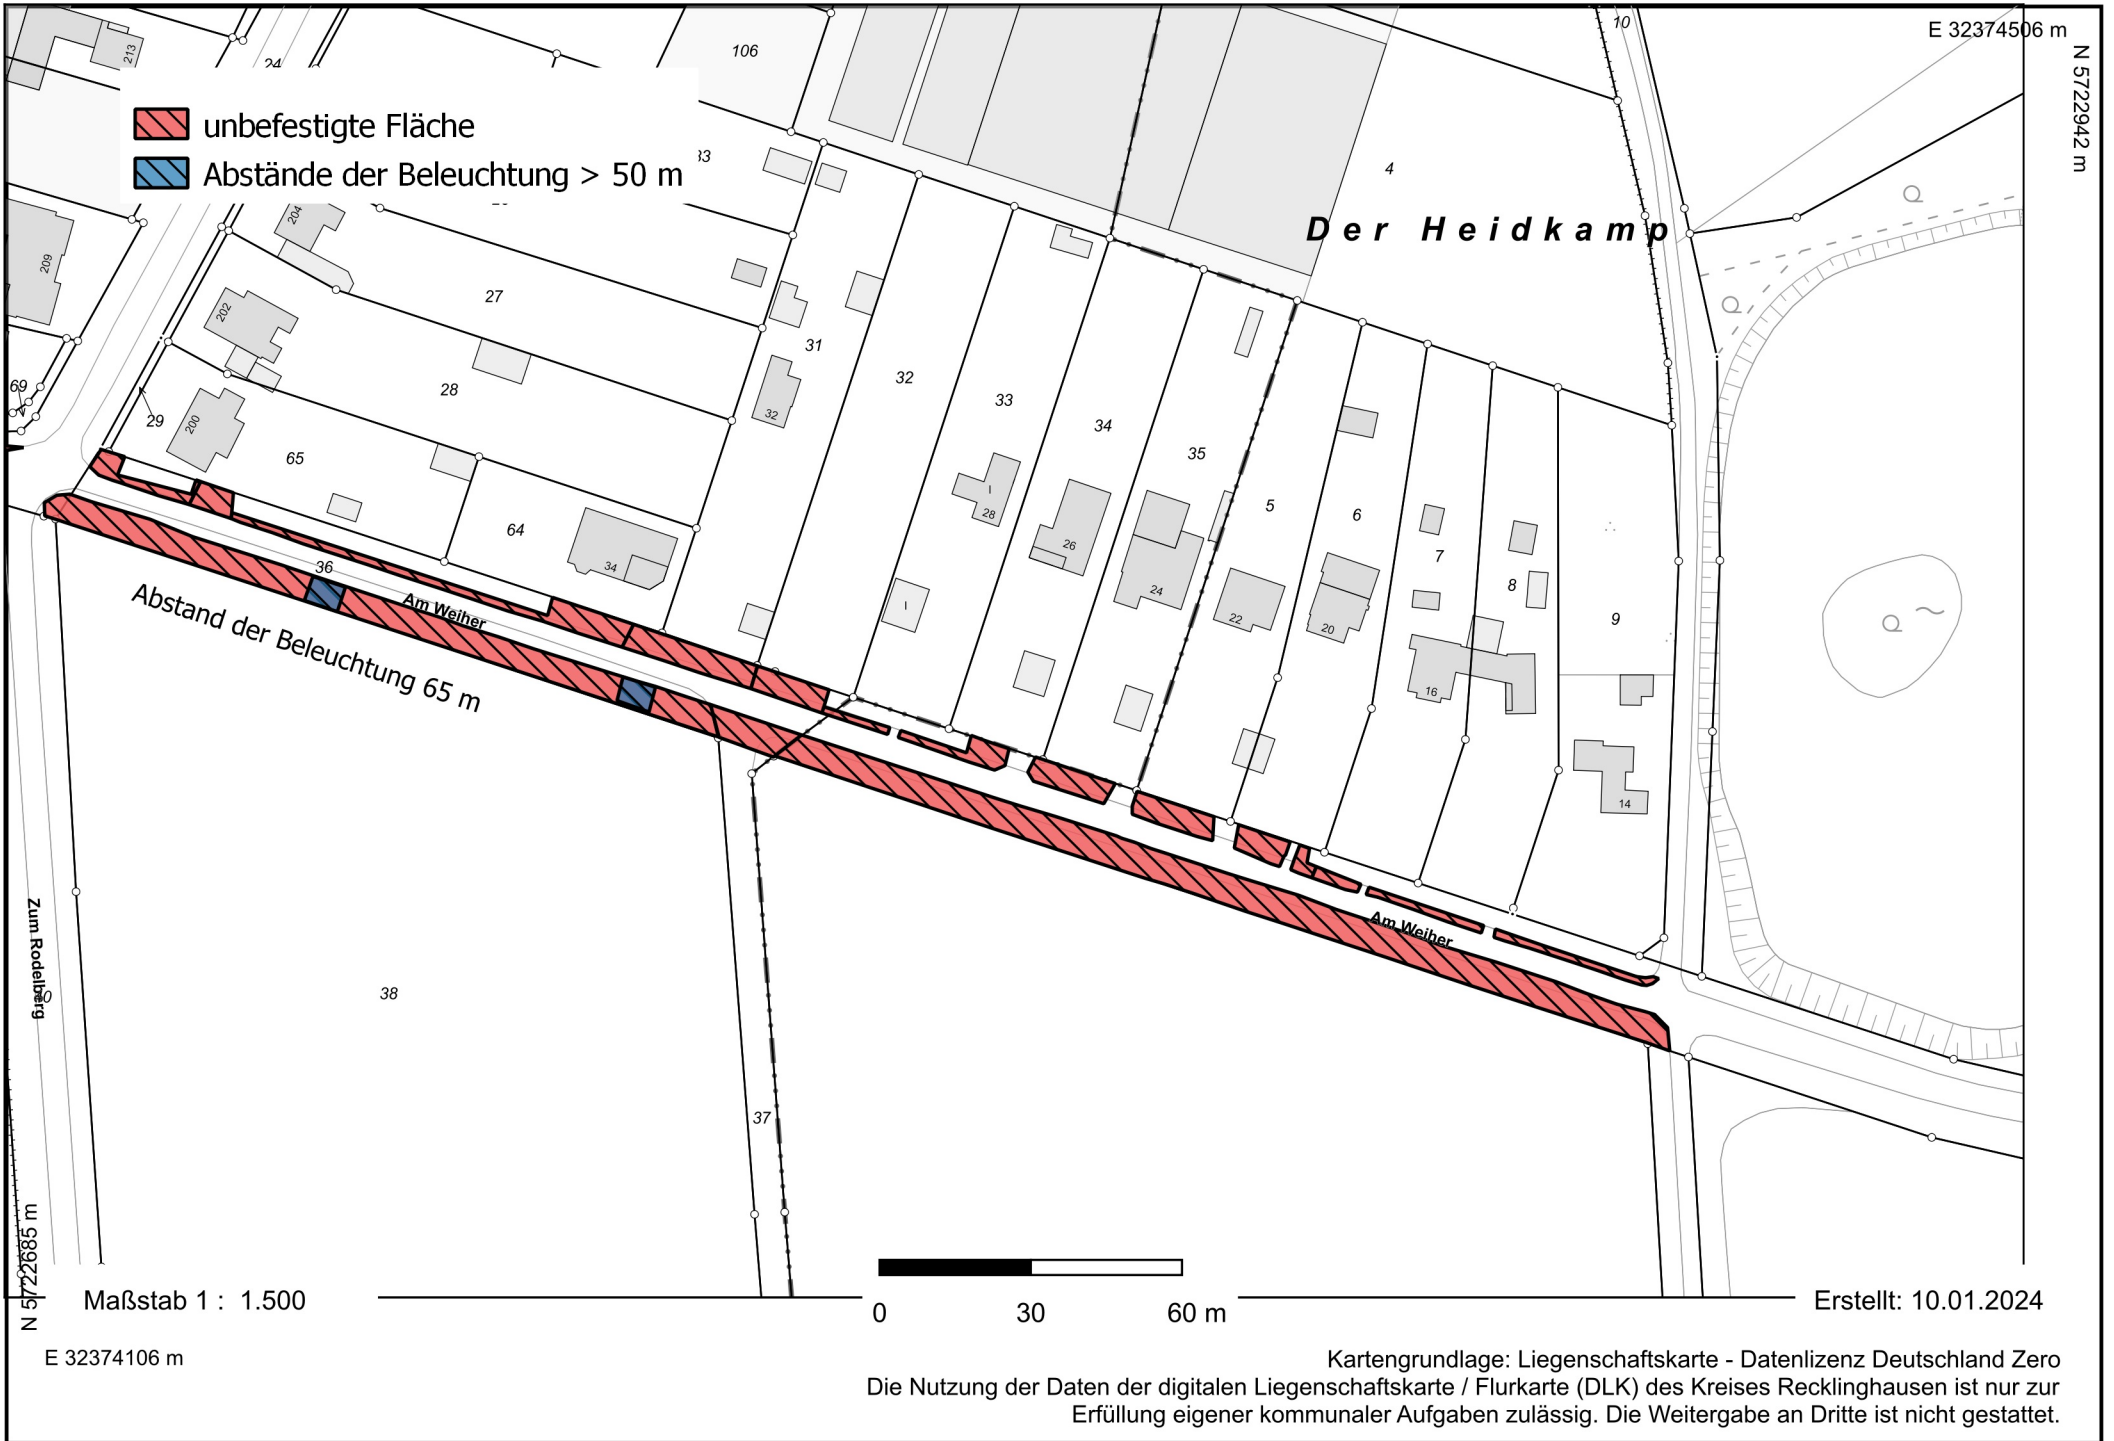 10
E 32374506 m
N 5722942 m
213
24
106
unbefestigte Fläche
Abstände der Beleuchtung > 50 m
4
Der Heidkamp
204
209
27
202
31
32
28
33
69
32
29
200
34
35
65
5
6
28
64
7
26
34
8
36
24
22
20
9
Am Weiher
Abstand der Beleuchtung 65 m
16
14
Am Weiher
Zum Rodelberg
38
37
N 5722685 m
Maßstab 1 : 1.500
0 30 60 m
Erstellt: 10.01.2024
E 32374106 m
Kartengrundlage: Liegenschaftskarte - Datenlizenz Deutschland Zero
Die Nutzung der Daten der digitalen Liegenschaftskarte / Flurkarte (DLK) des Kreises Recklinghausen ist nur zur
Erfüllung eigener kommunaler Aufgaben zulässig. Die Weitergabe an Dritte ist nicht gestattet.